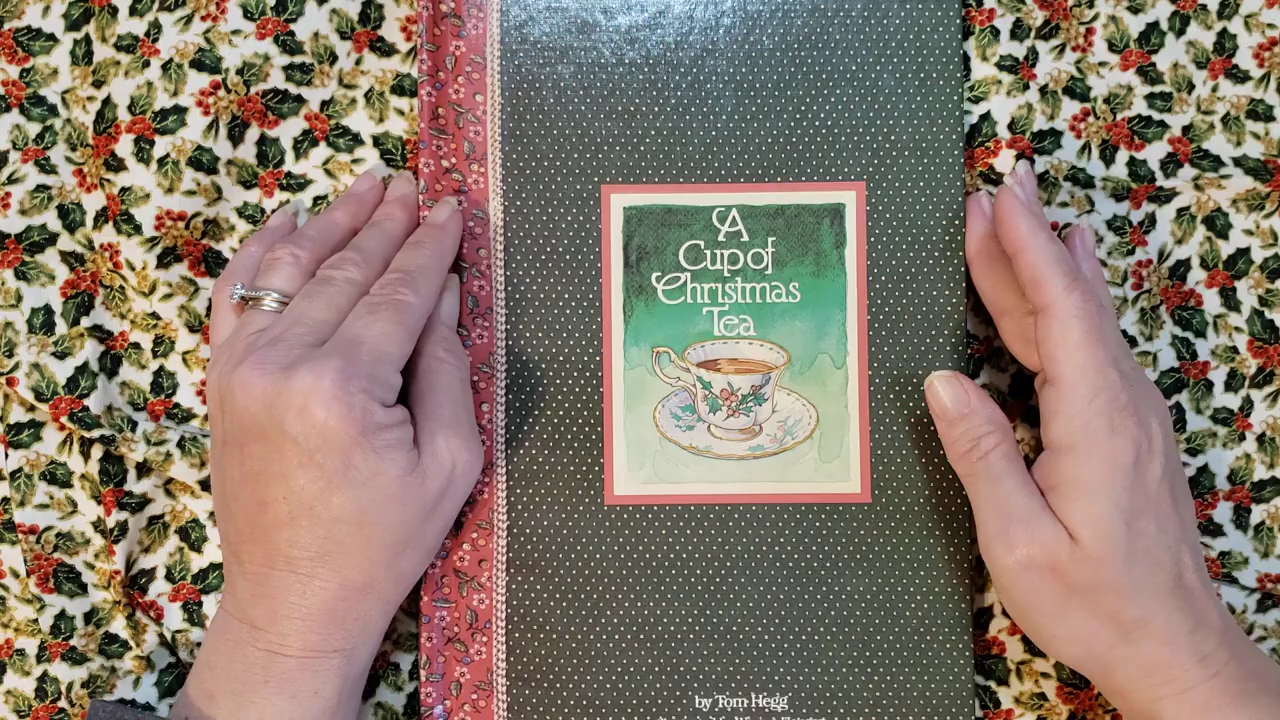 A
Cup of
Christmas
Tea
by Tom Hegg